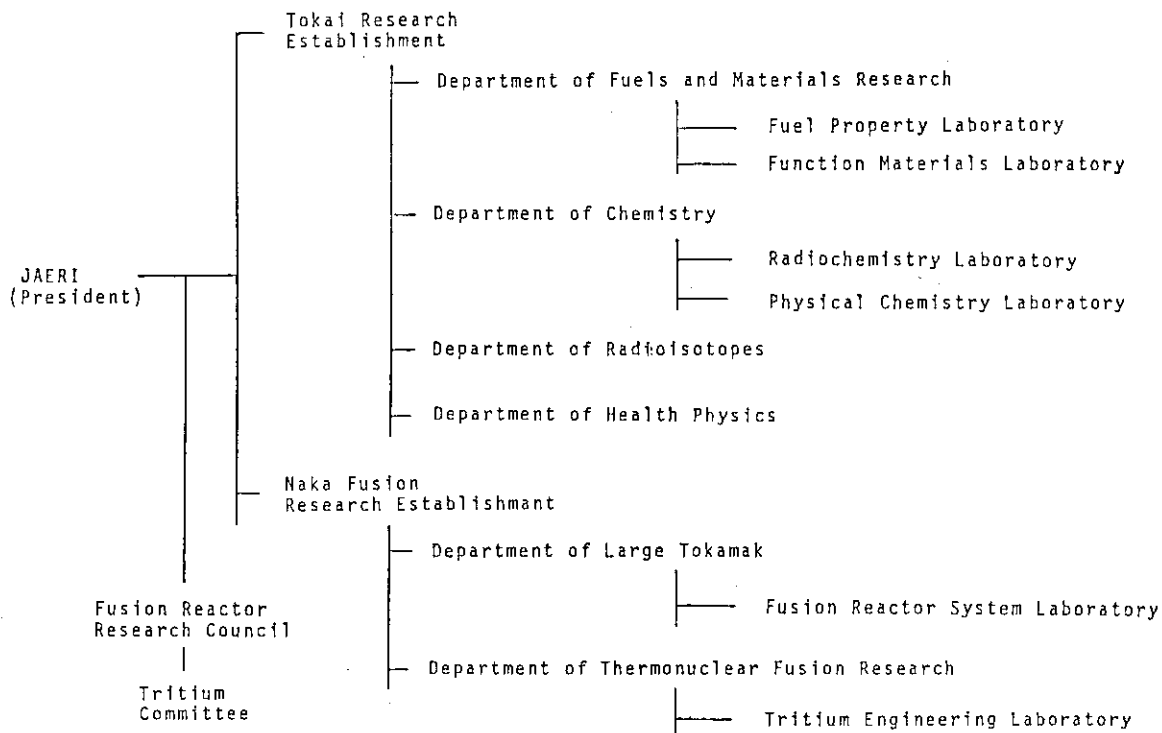 Tokai Research
Establishment
Department of Fuels and Materials Research
Fuel Property Laboratory
Function Materials Laboratory
Department of Chemistry
Radiochemistry Laboratory
JAERI
(President)
Physical Chemistry Laboratory
Department of Radioisotopes
Department of Health Physics
Naka Fusion
Research Establishmant
Department of Large Tokamak
Fusion Reactor System Laboratory
Fusion Reactor
Research Council
Department of Thermonuclear Fusion Research
Tritium
Committee
Tritium Engineering Laboratory